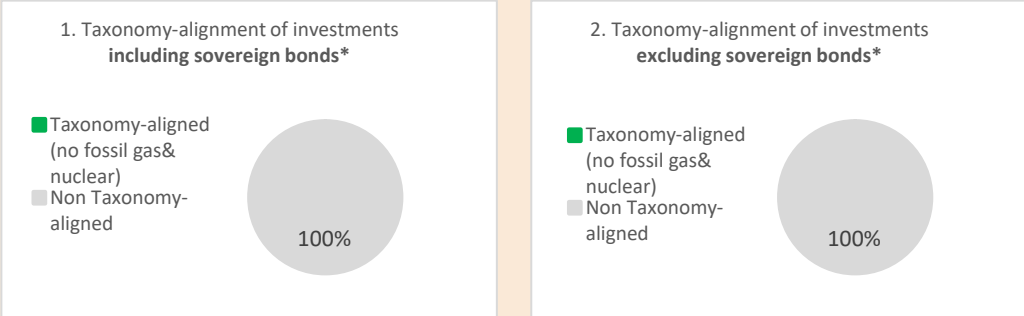 1. Taxonomy-alignment of investments
including sovereign bonds*
Taxonomy-aligned
(no fossil gas&
nuclear)
Non Taxonomy-
aligned
100%
2. Taxonomy-alignment of investments
excluding sovereign bonds*
Taxonomy-aligned
(no fossil gas&
nuclear)
Non Taxonomy-
aligned
100%